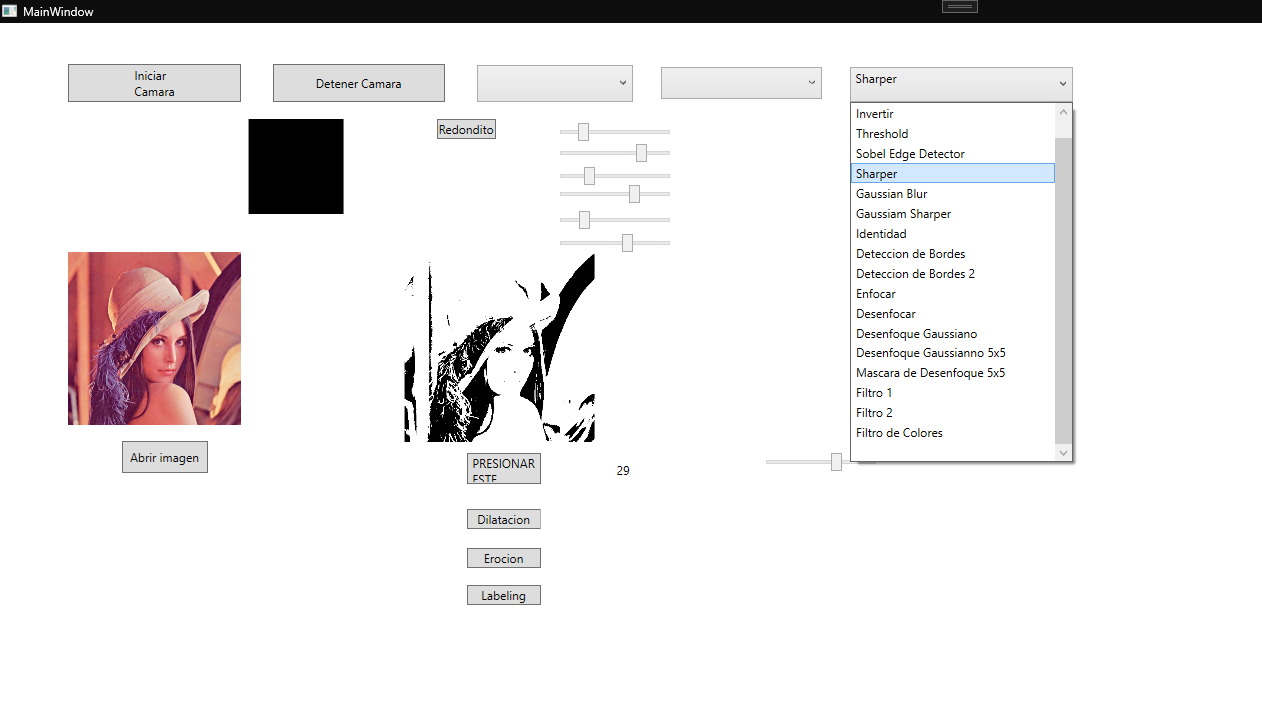 MainWindow
Iniciar
Camara
Detener Camara
Sharper
Redondito
Invertir
Threshold
Sobel Edge Detector
Sharper
Gaussian Blur
Gaussiam Sharper
Identidad
Deteccion de Bordes
Deteccion de Bordes 2
Enfocar
Desenfocar
Desenfoque Gaussiano
Desenfoque Gaussianno 5x5
Mascara de Desenfoque 5x5
Filtro 1
Filtro 2
Filtro de Colores
Abrir imagen
PRESIONAR
ESTE
29
Dilatacion
Erocion
Labeling